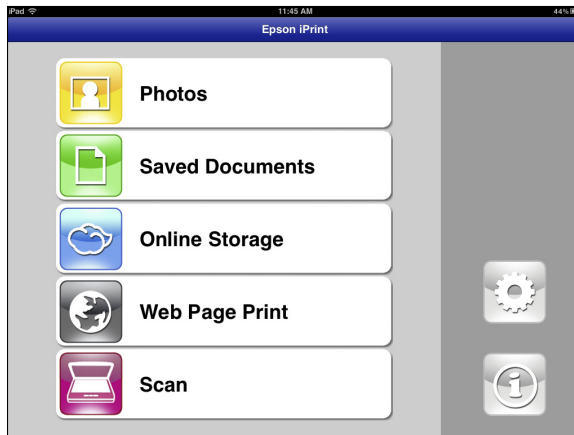 iPad 11:45 AM 44%
Epson iPrint
Photos
Saved Documents
Online Storage
Web Page Print
Scan